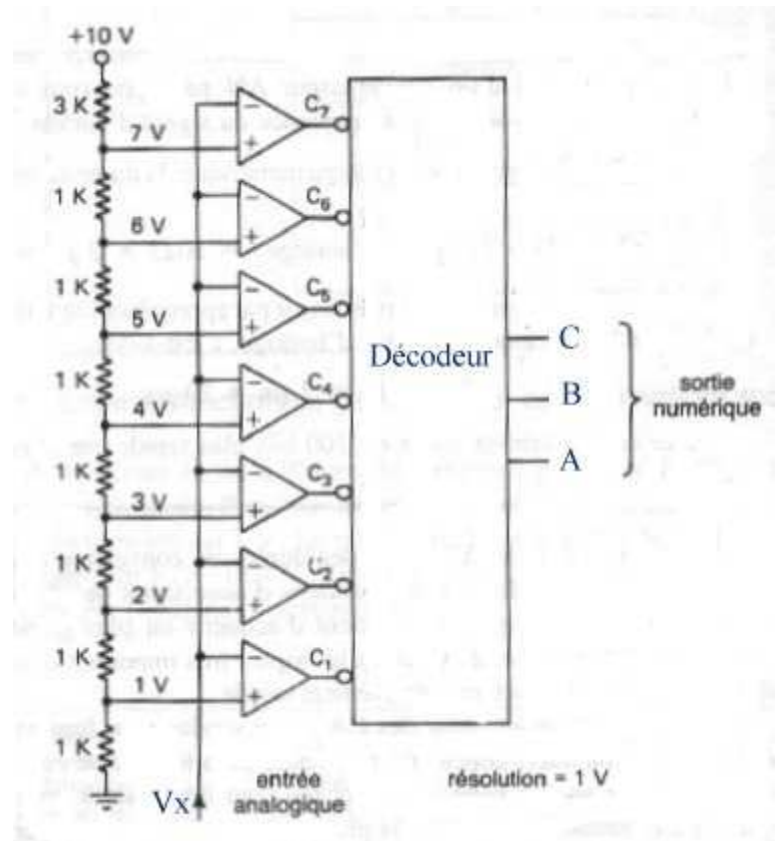 +10 V
3 K
7 V
C7
1 K
6 V
C6
1 K
5 V
C5
1 K
4 V
C4
1 K
3 V
C3
1 K
2 V
C2
1 K
1 V
C1
1 K
Décodeur
C
B
A
sortie
numérique
Vx
entrée
analogique
résolution = 1 V